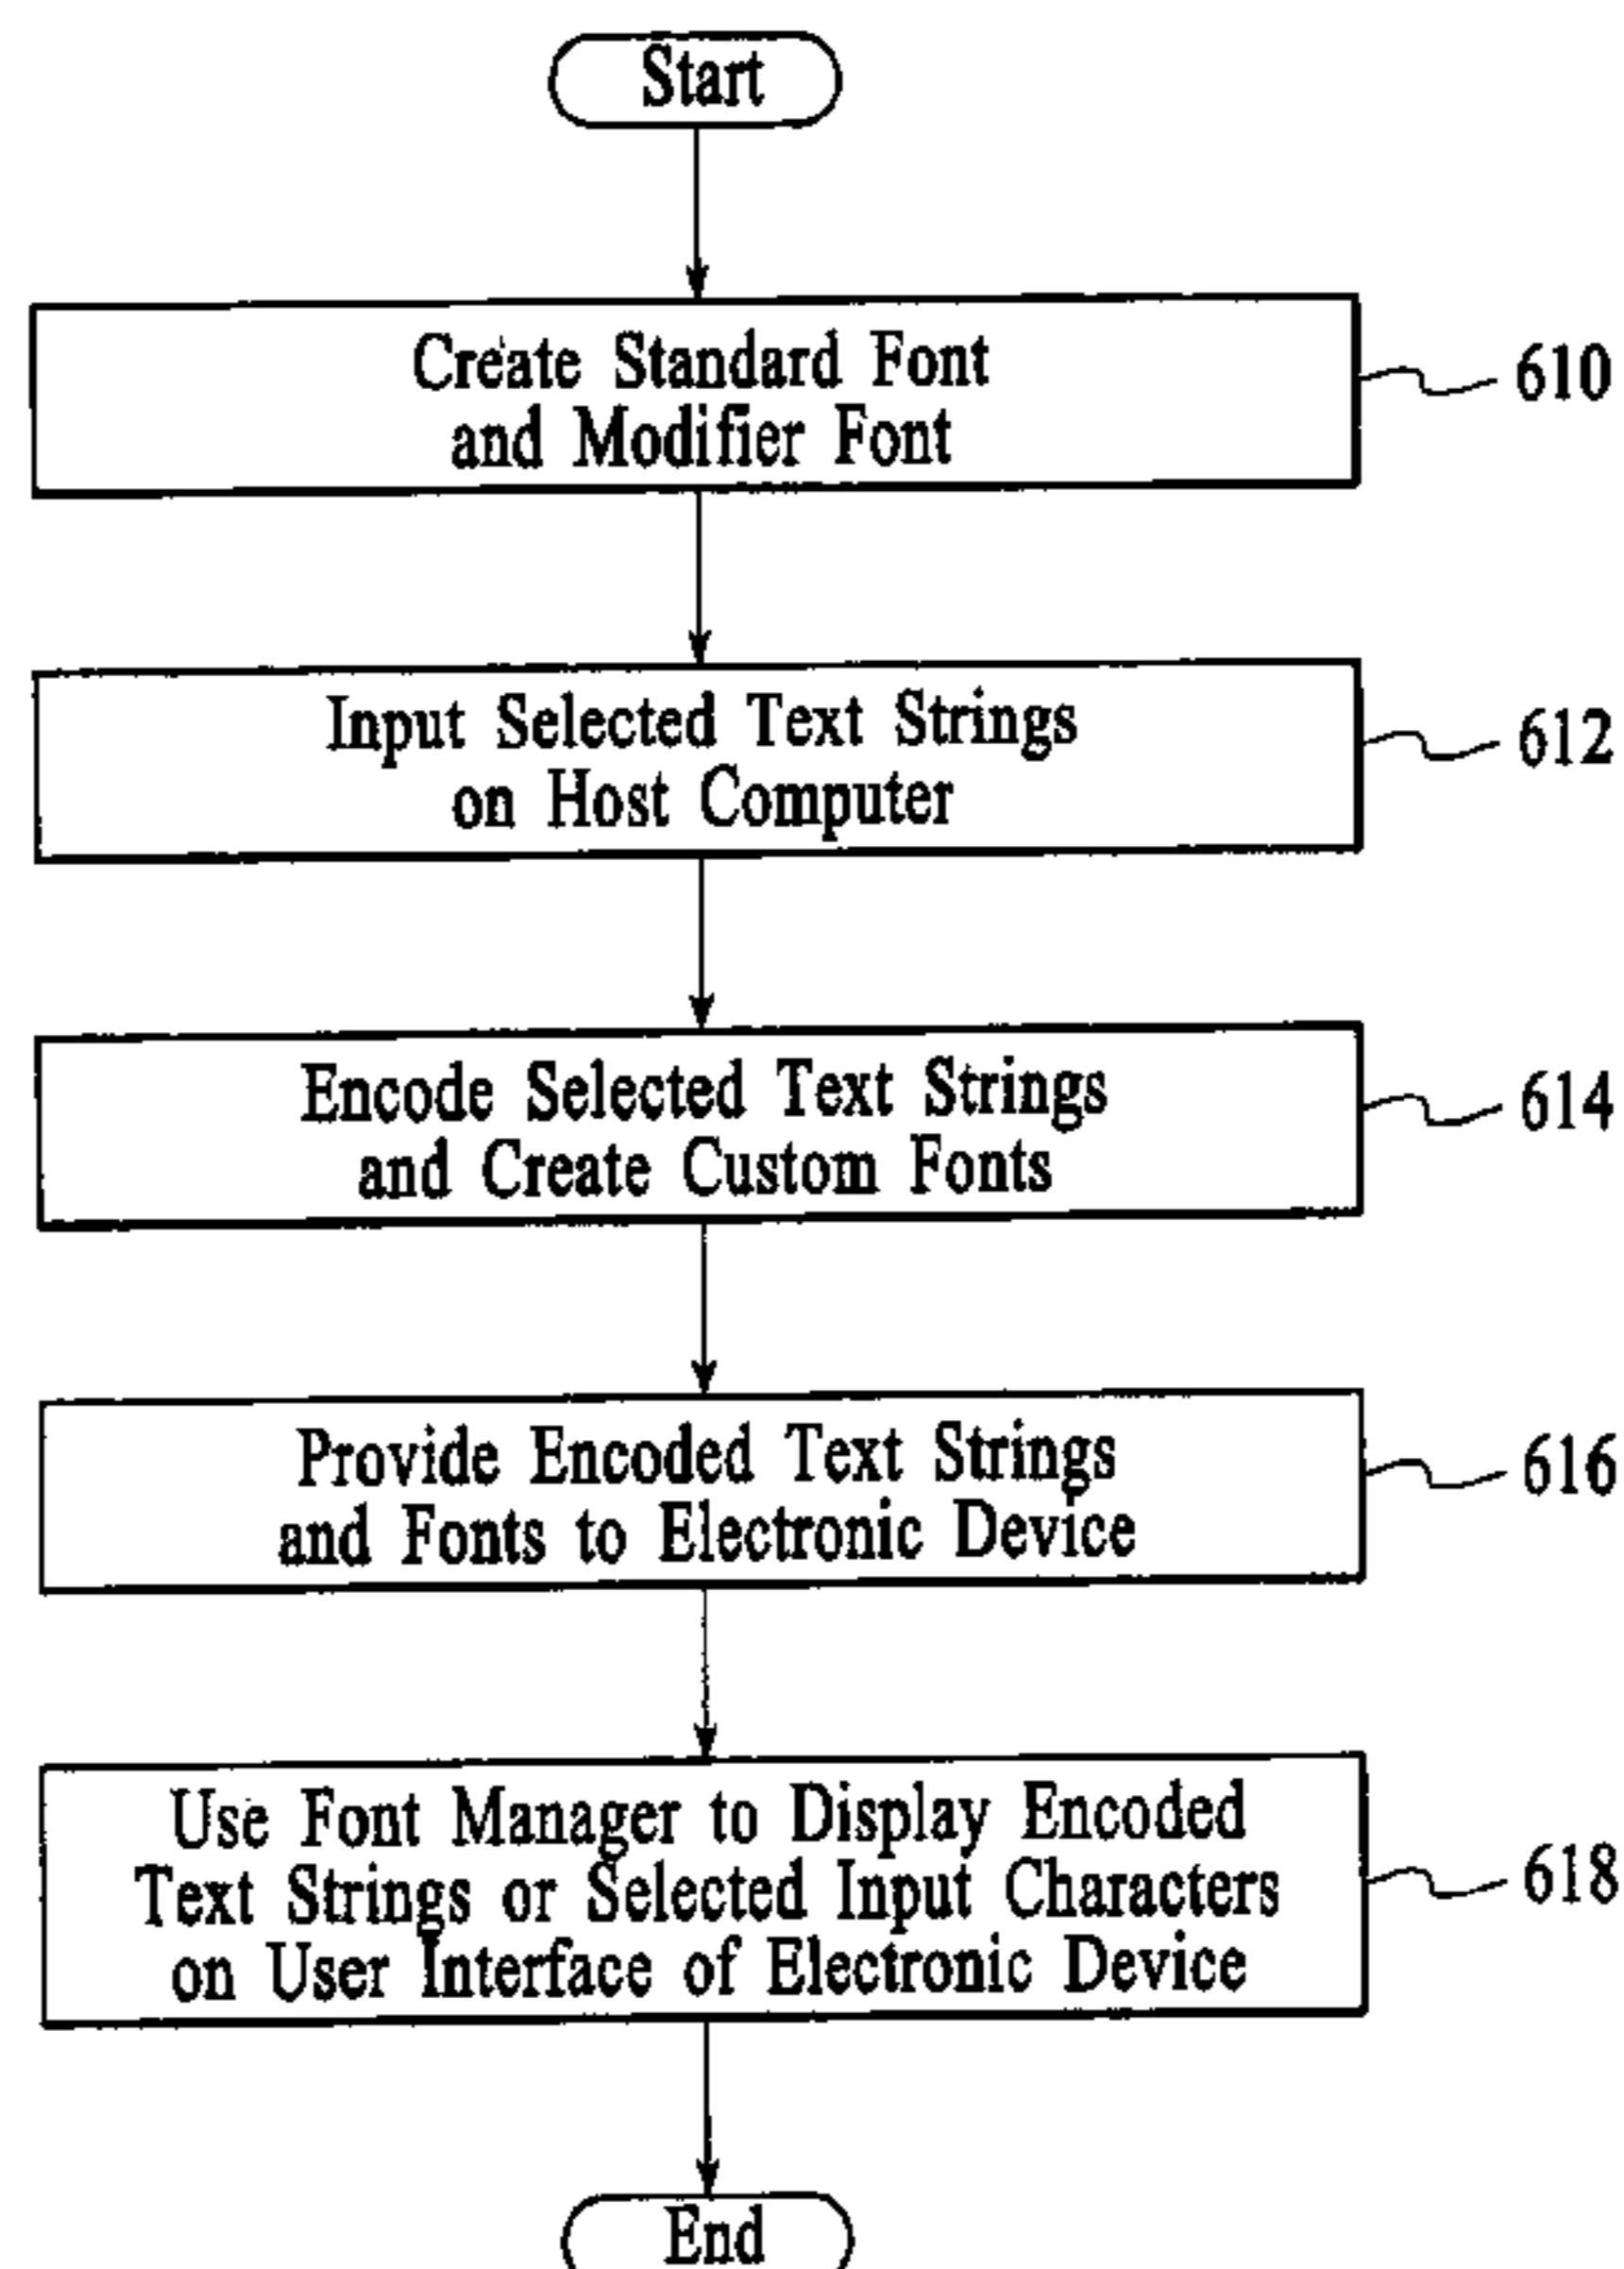 Start
Create Standard Font
and Modifier Font
610
Input Selected Text Strings
on Host Computer
612
Encode Selected Text Strings
and Create Custom Fonts
614
Provide Encoded Text Strings
and Fonts to Electronic Device
616
Use Font Manager to Display Encoded
Text Strings or Selected Input Characters
on User Interface of Electronic Device
618
End